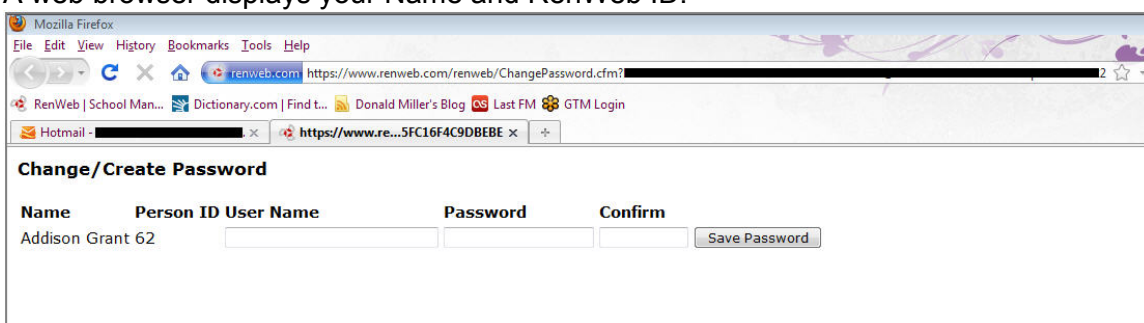 A web browser displays your Name and RenWeb ID.
Mozilla Firefox
File Edit View History Bookmarks Tools Help
renweb.com https://www.renweb.com/renweb/ChangePassword.cfm? 2
RenWeb | School Man... Dictionary.com | Find t... Donald Miller's Blog Last FM GTM Login
Hotmail - https://www.re...5FC16F4C9DBEBE
Change/Create Password
Name Person ID User Name Password Confirm
Addison Grant 62 Save Password